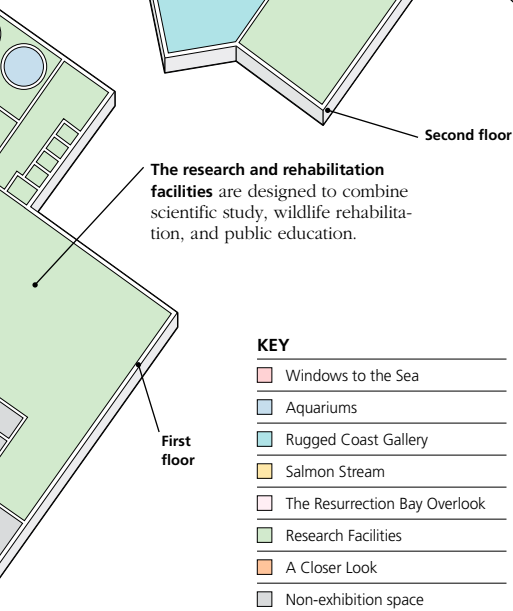 Second floor
The research and rehabilitation
facilities are designed to combine
scientific study, wildlife rehabilita-
tion, and public education.
First
floor
KEY
Windows to the Sea
Aquariums
Rugged Coast Gallery
Salmon Stream
The Resurrection Bay Overlook
Research Facilities
A Closer Look
Non-exhibition space